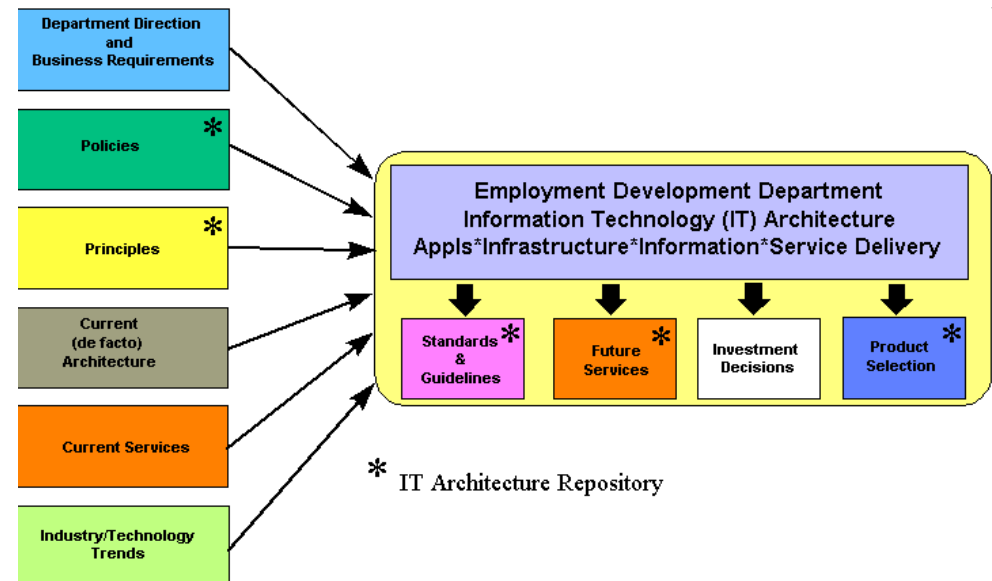 Department Direction
and
Business Requirements
*
Policies
*
Principles
Current
(de facto)
Architecture
Current Services
Industry/Technology
Trends
Employment Development Department
Information Technology (IT) Architecture
Appls*Infrastructure*Information*Service Delivery
Standards *
&
Guidelines
*
Future
Services
Investment
Decisions
*
Product
Selection
* IT Architecture Repository